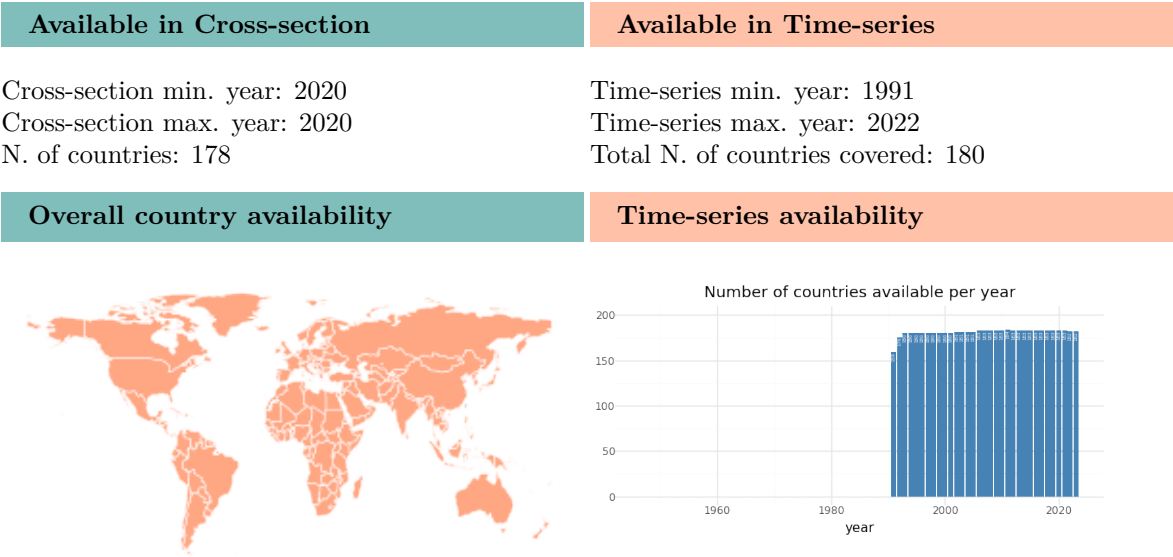 Available in Cross-section
Available in Time-series
Cross-section min. year: 2020
Cross-section max. year: 2020
N. of countries: 178
Time-series min. year: 1991
Time-series max. year: 2022
Total N. of countries covered: 180
Overall country availability
Time-series availability
Number of countries available per year
200
150
100
50
0
1960
1980
2000
2020
year